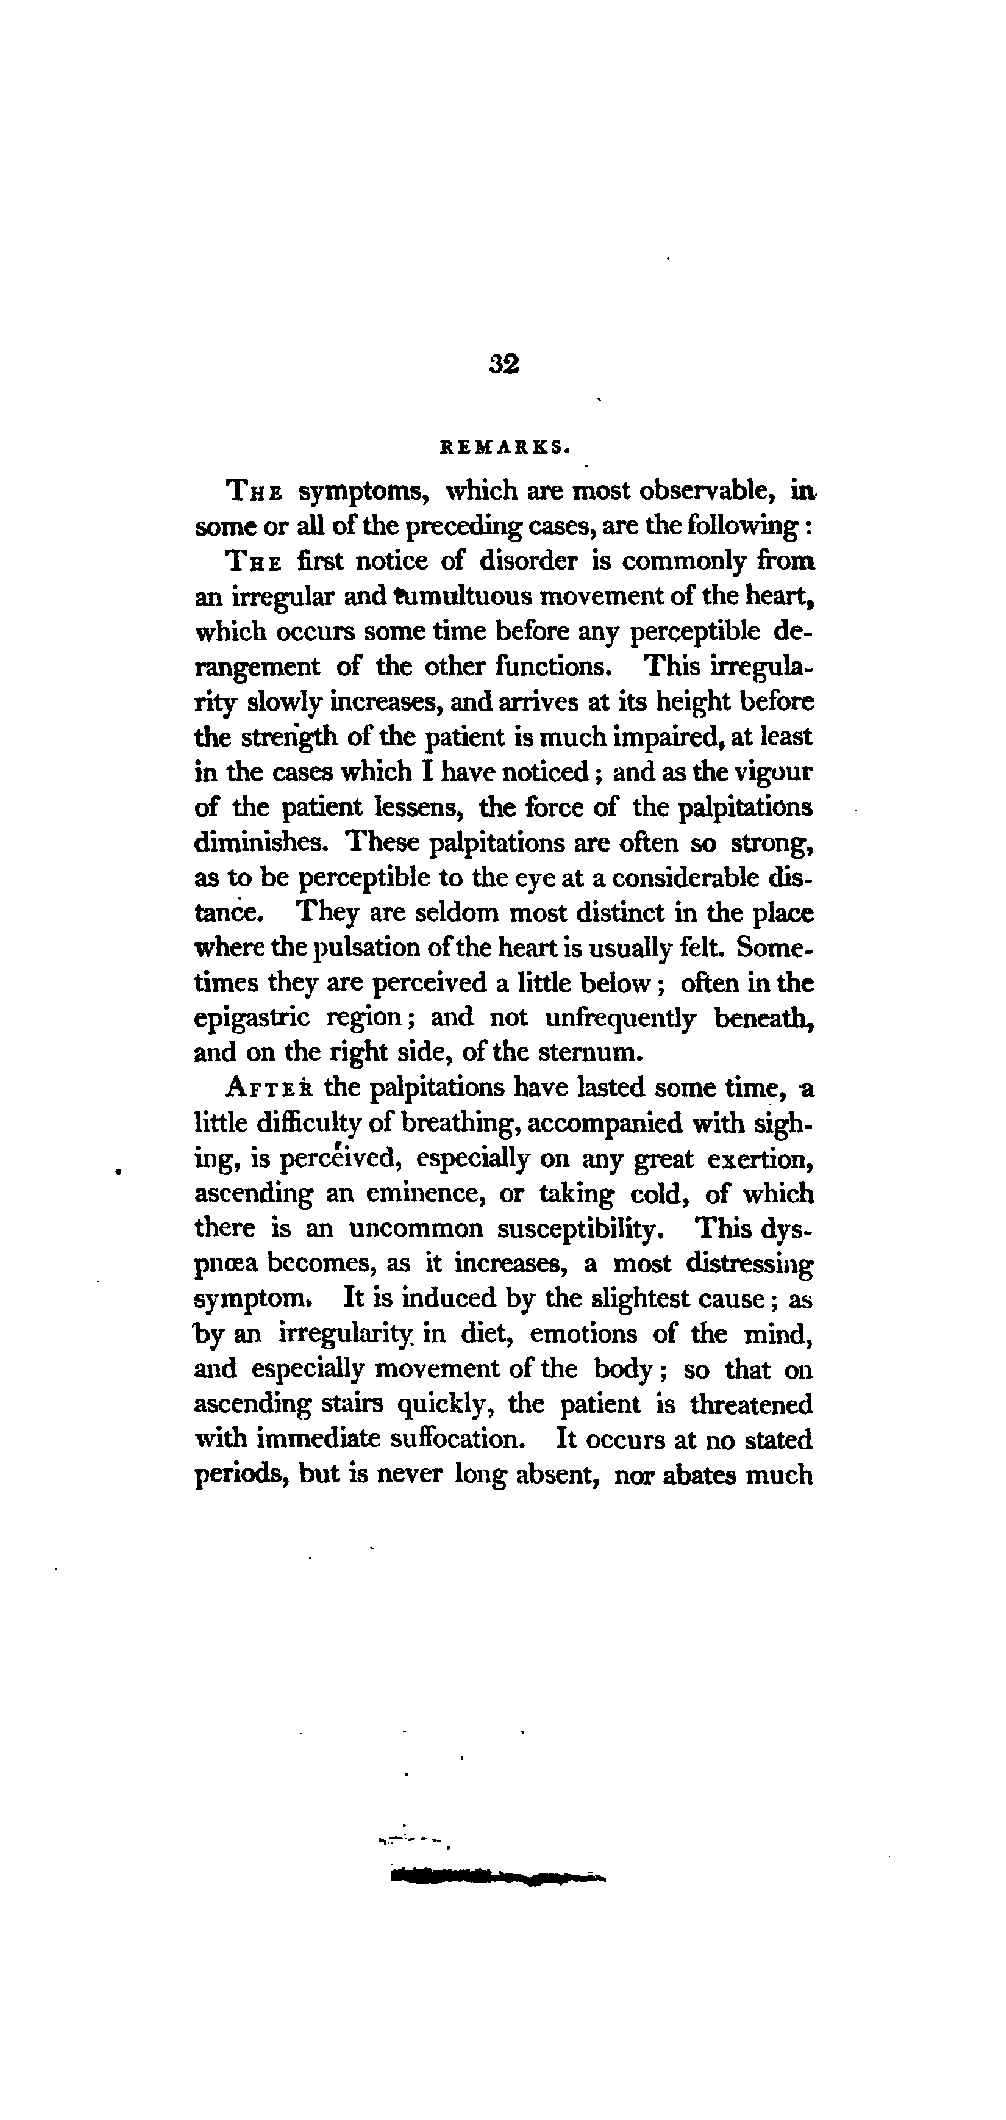 32
REMARKS.
THE symptoms, which are most observable, in
some or all of the preceding cases, are the following :
THE first notice of disorder is commonly from
an irregular and tumultuous movement of the heart,
which occurs some time before any perceptible de-
rangement of the other functions. This irregula-
rity slowly increases, and arrives at its height before
the strength of the patient is much impaired, at least
in the cases which I have noticed ; and as the vigour
of the patient lessens, the force of the palpitations
diminishes. These palpitations are often so strong,
as to be perceptible to the eye at a considerable dis-
tance. They are seldom most distinct in the place
where the pulsation of the heart is usually felt. Some-
times they are perceived a little below ; often in the
epigastric region ; and not unfrequently beneath,
and on the right side, of the sternum.
AFTER the palpitations have lasted some time, a
little difficulty of breathing, accompanied with sigh-
ing, is perceived, especially on any great exertion,
ascending an eminence, or taking cold, of which
there is an uncommon susceptibility. This dys-
pnœa becomes, as it increases, a most distressing
symptom. It is induced by the slightest cause ; as
by an irregularity in diet, emotions of the mind,
and especially movement of the body ; so that on
ascending stairs quickly, the patient is threatened
with immediate suffocation. It occurs at no stated
periods, but is never long absent, nor abates much